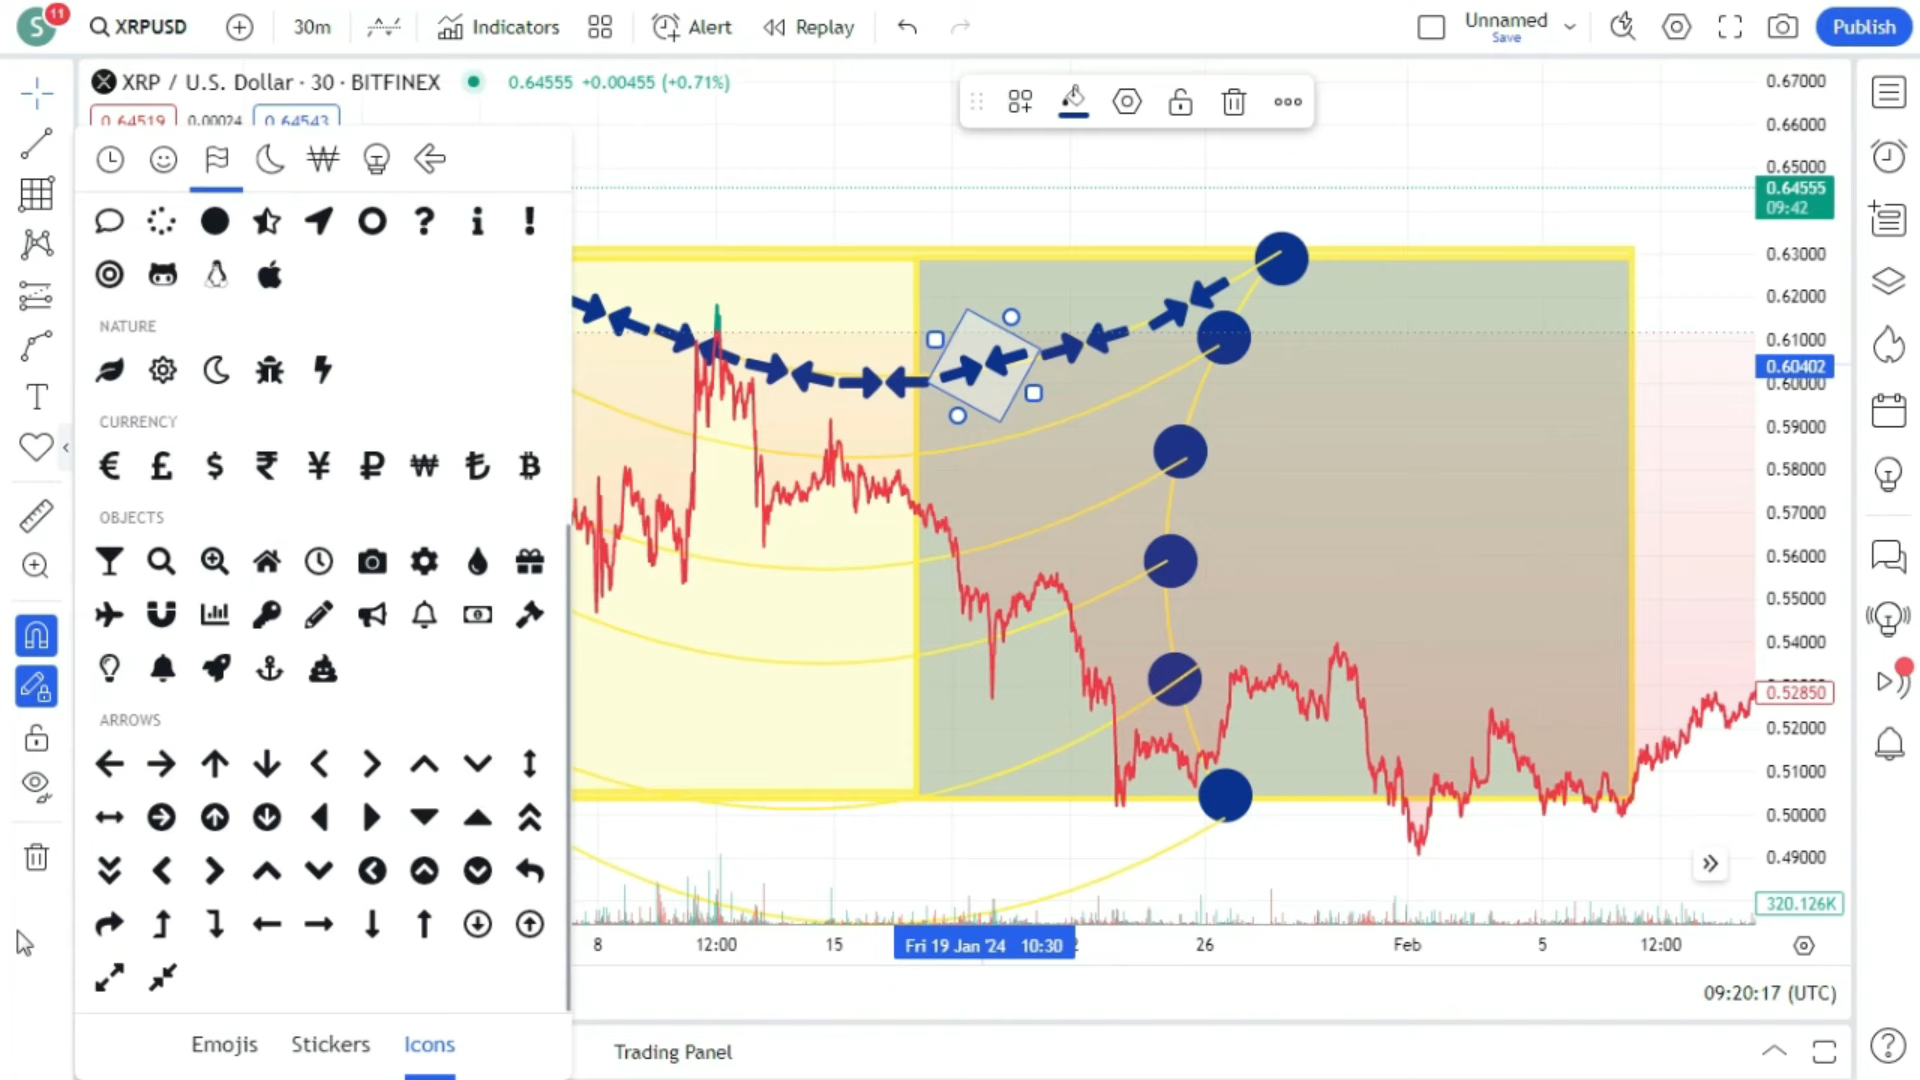 11
S
XRPUSD
30m
Indicators
Alert
Replay
Unnamed
Save
Publish
XRP / U.S. Dollar · 30 · BITFINEX
0.64555 +0.00455 (+0.71%)
0.64519
0.00024
0.64543
NATURE
CURRENCY
OBJECTS
ARROWS
Emojis
Stickers
Icons
0.67000
0.66000
0.65000
0.64555
09:42
0.63000
0.62000
0.61000
0.60402
0.60000
0.59000
0.58000
0.57000
0.56000
0.55000
0.54000
0.52850
0.52000
0.51000
0.50000
0.49000
320.126K
8
12:00
15
Fri 19 Jan '24 10:30
26
Feb
5
12:00
09:20:17 (UTC)
Trading Panel